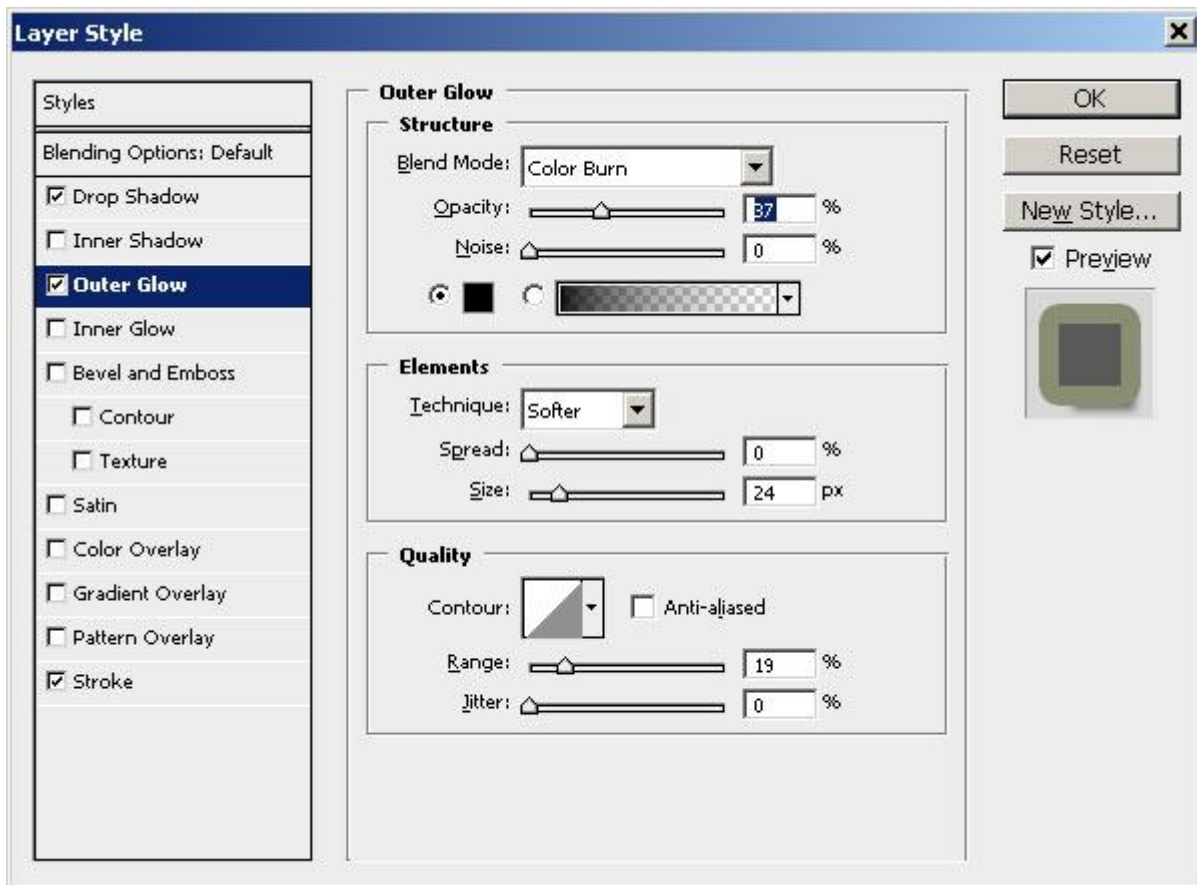 Layer Style
Styles
Blending Options: Default
Drop Shadow
Inner Shadow
Outer Glow
Inner Glow
Bevel and Emboss
Contour
Texture
Satin
Color Overlay
Gradient Overlay
Pattern Overlay
Stroke
Outer Glow
Structure
Blend Mode: Color Burn
Opacity: 37 %
Noise: 0 %
Elements
Technique: Softer
Spread: 0 %
Size: 24 px
Quality
Contour: Anti-aliased
Range: 19 %
Jitter: 0 %
OK
Reset
New Style...
Preview